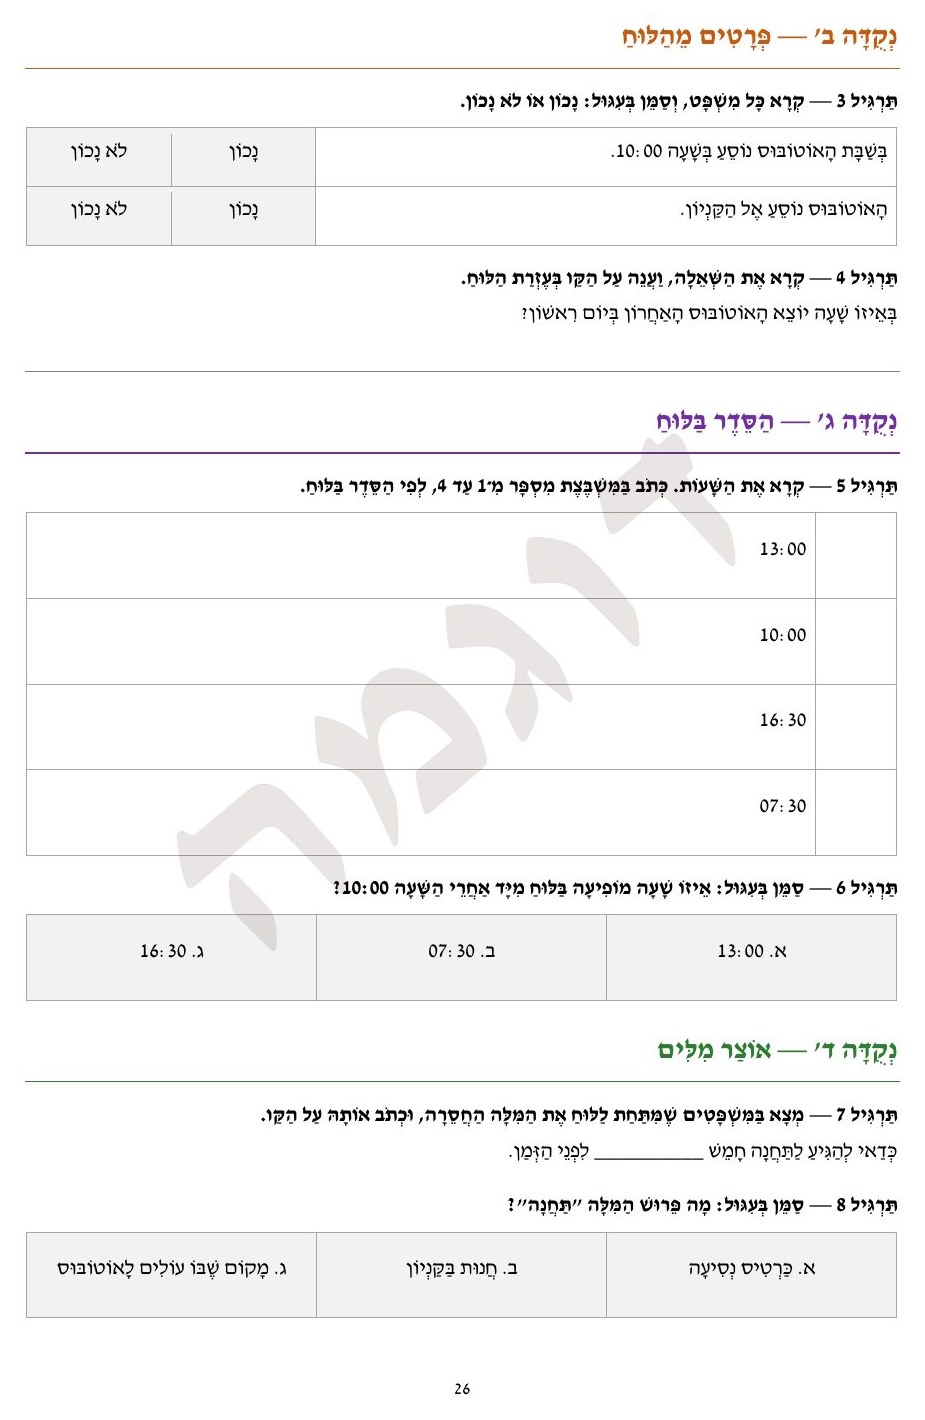 נְקֻדָּה ב׳ — פְּרָטִים מֵהַלּוּחַ
תַּרְגִּיל 3 — קְרָא כָּל מִשְׁפָּט, וְסַמֵּן בְּעִגּוּל: נָכוֹן אוֹ לֹא נָכוֹן.
בְּשַׁבָּת הָאוֹטוֹבּוּס נוֹסֵעַ בְּשָׁעָה 10:00. נָכוֹן לֹא נָכוֹן
הָאוֹטוֹבּוּס נוֹסֵעַ אֶל הַקַּנְיוֹן. נָכוֹן לֹא נָכוֹן
תַּרְגִּיל 4 — קְרָא אֶת הַשְּׁאֵלָה, וַעֲנֵה עַל הַקַּו בְּעֶזְרַת הַלּוּחַ.
בְּאֵיזוֹ שָׁעָה יוֹצֵא הָאוֹטוֹבּוּס הָאַחֲרוֹן בְּיוֹם רִאשׁוֹן?
נְקֻדָּה ג׳ — הַסֵּדֶר בַּלּוּחַ
תַּרְגִּיל 5 — קְרָא אֶת הַשָּׁעוֹת. כְּתֹב בַּמִּשְׁבֶּצֶת מִסְפָּר מִ־1 עַד 4, לְפִי הַסֵּדֶר בַּלּוּחַ.
13:00
10:00
16:30
07:30
דוגמה
תַּרְגִּיל 6 — סַמֵּן בְּעִגּוּל: אֵיזוֹ שָׁעָה מוֹפִיעָה בַּלּוּחַ מִיָּד אַחֲרֵי הַשָּׁעָה 10:00?
א. 13:00 ב. 07:30 ג. 16:30
נְקֻדָּה ד׳ — אוֹצַר מִלִּים
תַּרְגִּיל 7 — מְצָא בַּמִּשְׁפָּטִים שֶׁמִּתַּחַת לַלּוּחַ אֶת הַמִּלָּה הַחֲסֵרָה, וּכְתֹב אוֹתָהּ עַל הַקַּו.
כְּדַאי לְהַגִּיעַ לַתַּחֲנָה חָמֵשׁ __________ לִפְנֵי הַזְּמַן.
תַּרְגִּיל 8 — סַמֵּן בְּעִגּוּל: מָה פֵּרוּשׁ הַמִּלָּה ״תַּחֲנָה״?
א. כַּרְטִיס נְסִיעָה ב. חֲנוּת בַּקַּנְיוֹן ג. מָקוֹם שֶׁבּוֹ עוֹלִים לָאוֹטוֹבּוּס
26